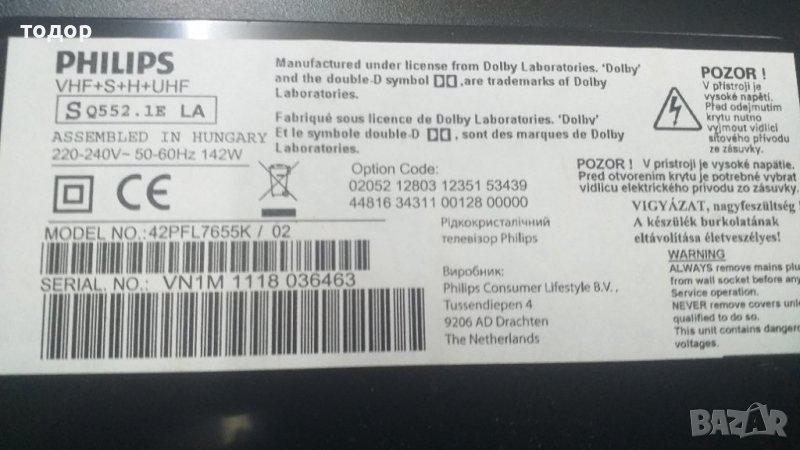 тодор
PHILIPS
VHF+S+H+UHF
S Q552.1E LA
ASSEMBLED IN HUNGARY
220-240V~ 50-60Hz 142W
CE
MODEL NO.:42PFL7655K / 02
SERIAL. NO.: VN1M 1118 036463
Manufactured under license from Dolby Laboratories. 'Dolby'
and the double-D symbol ,are trademarks of Dolby
Laboratories.
Fabriqué sous licence de Dolby Laboratories. 'Dolby'
Et le symbole double-D , sont des marques de Dolby
Laboratories.
Option Code:
02052 12803 12351 53439
44816 34311 00128 00000
Рідкокристалічний
телевізор Philips
Виробник:
Philips Consumer Lifestyle B.V.,
Tussendiepen 4
9206 AD Drachten
The Netherlands
POZOR !
V přístroji je
vysoké napětí.
Před odejmutím
krytu nutno
vyjmout vidlici
síťového přívodu
ze zásuvky.
POZOR ! V prístroji je vysoké napätie.
Pred otvorením krytu je potrebné vybrat
vidlicu elektrického prívodu zo zásuvky.
VIGYÁZAT, nagyfeszültség !
A készülék burkolatának
eltávolítása életveszélyes!
WARNING
ALWAYS remove mains plu
from wall socket before any
Service operation.
NEVER remove covers unle
qualified to do so.
This unit contains dangero
voltages.
BAZAR